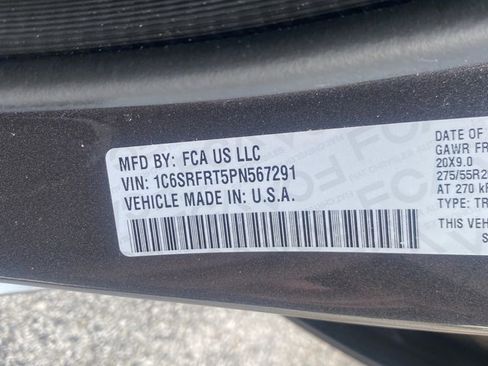 MFD BY: FCA US LLC
VIN: 1C6SRFRT5PN567291
VEHICLE MADE IN: U.S.A.
DATE OF
GAWR FR
20X9.0
275/55R2
AT 270 kP
TYPE: TR
THIS VEH
S